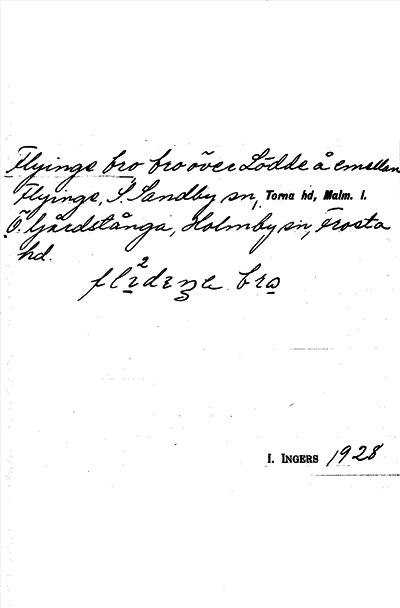 Flyinge bro bro över Lödde å emellan
Flyinge, S. Sandby sn, Torna hd, Malm. l.
Ö. Gårdstånga, Holmby sn, Frosta
hd.
bro
I. INGERS 1928